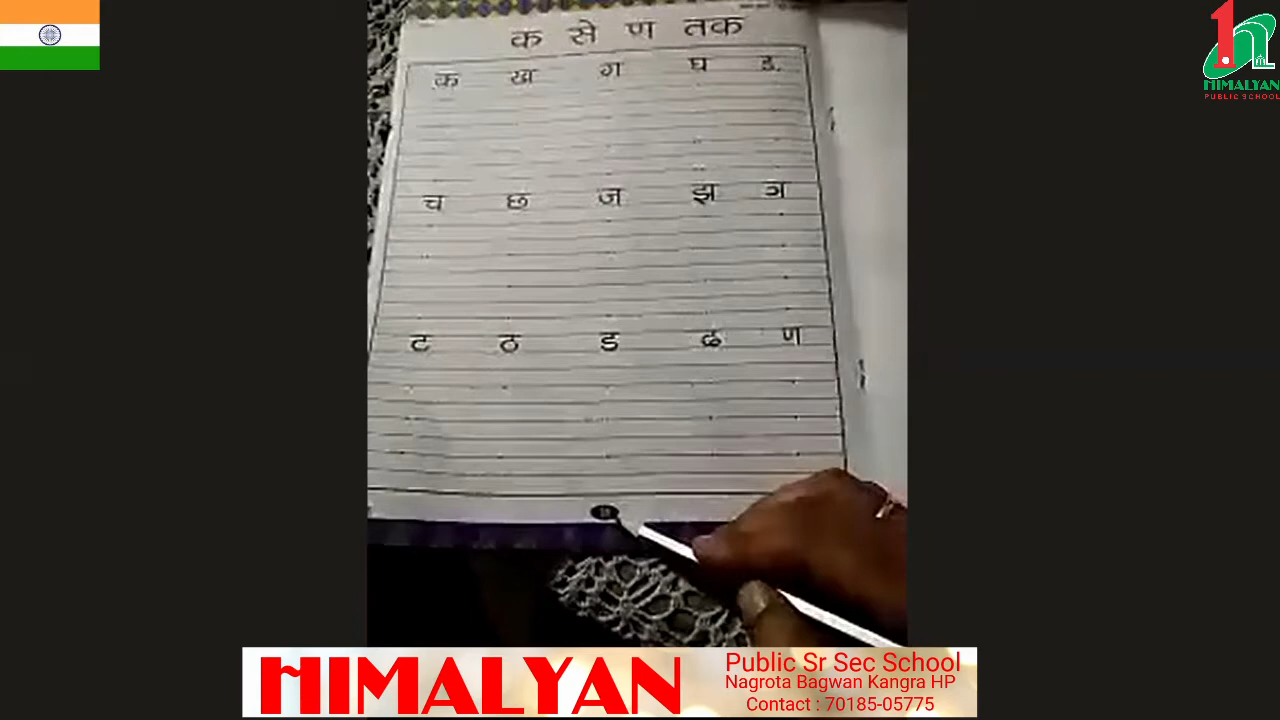 क से ण तक
क ख ग घ ङ
च छ ज झ ञ
ट ठ ड ढ ण
HIMALYAN
PUBLIC SCHOOL
HIMALYAN
Public Sr Sec School
Nagrota Bagwan Kangra HP
Contact : 70185-05775